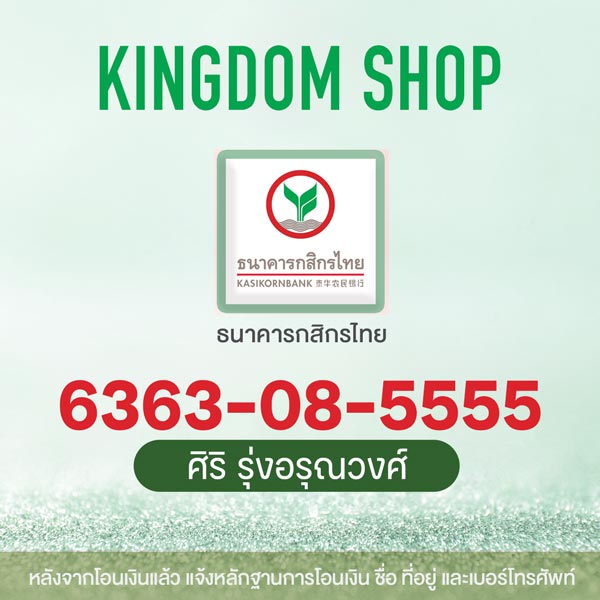 KINGDOM SHOP
ธนาคารกสิกรไทย
KASIKORNBANK 泰华农民银行
ธนาคารกสิกรไทย
6363-08-5555
ศิริ รุ่งอรุณวงศ์
หลังจากโอนเงินแล้ว แจ้งหลักฐานการโอนเงิน ชื่อ ที่อยู่ และเบอร์โทรศัพท์